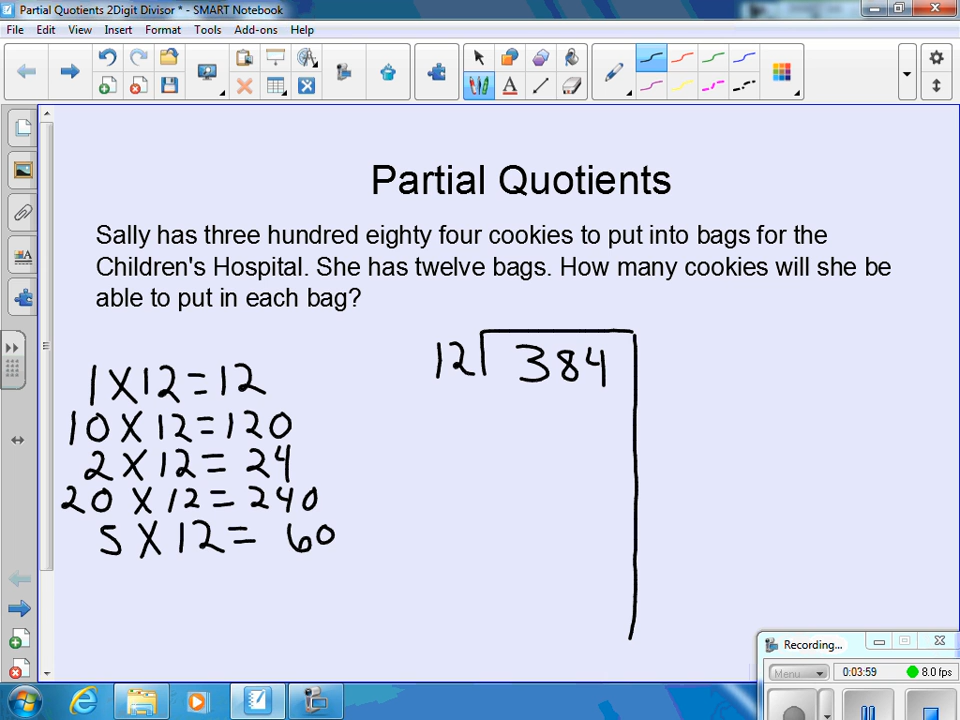 Partial Quotients 2Digit Divisor * - SMART Notebook
File Edit View Insert Format Tools Add-ons Help
Partial Quotients
Sally has three hundred eighty four cookies to put into bags for the
Children's Hospital. She has twelve bags. How many cookies will she be
able to put in each bag?
12 384
1 X 12 = 12
10 X 12 = 120
2 X 12 = 24
20 X 12 = 240
5 X 12 = 60
Recording...
Menu 0:03:59 8.0 fps